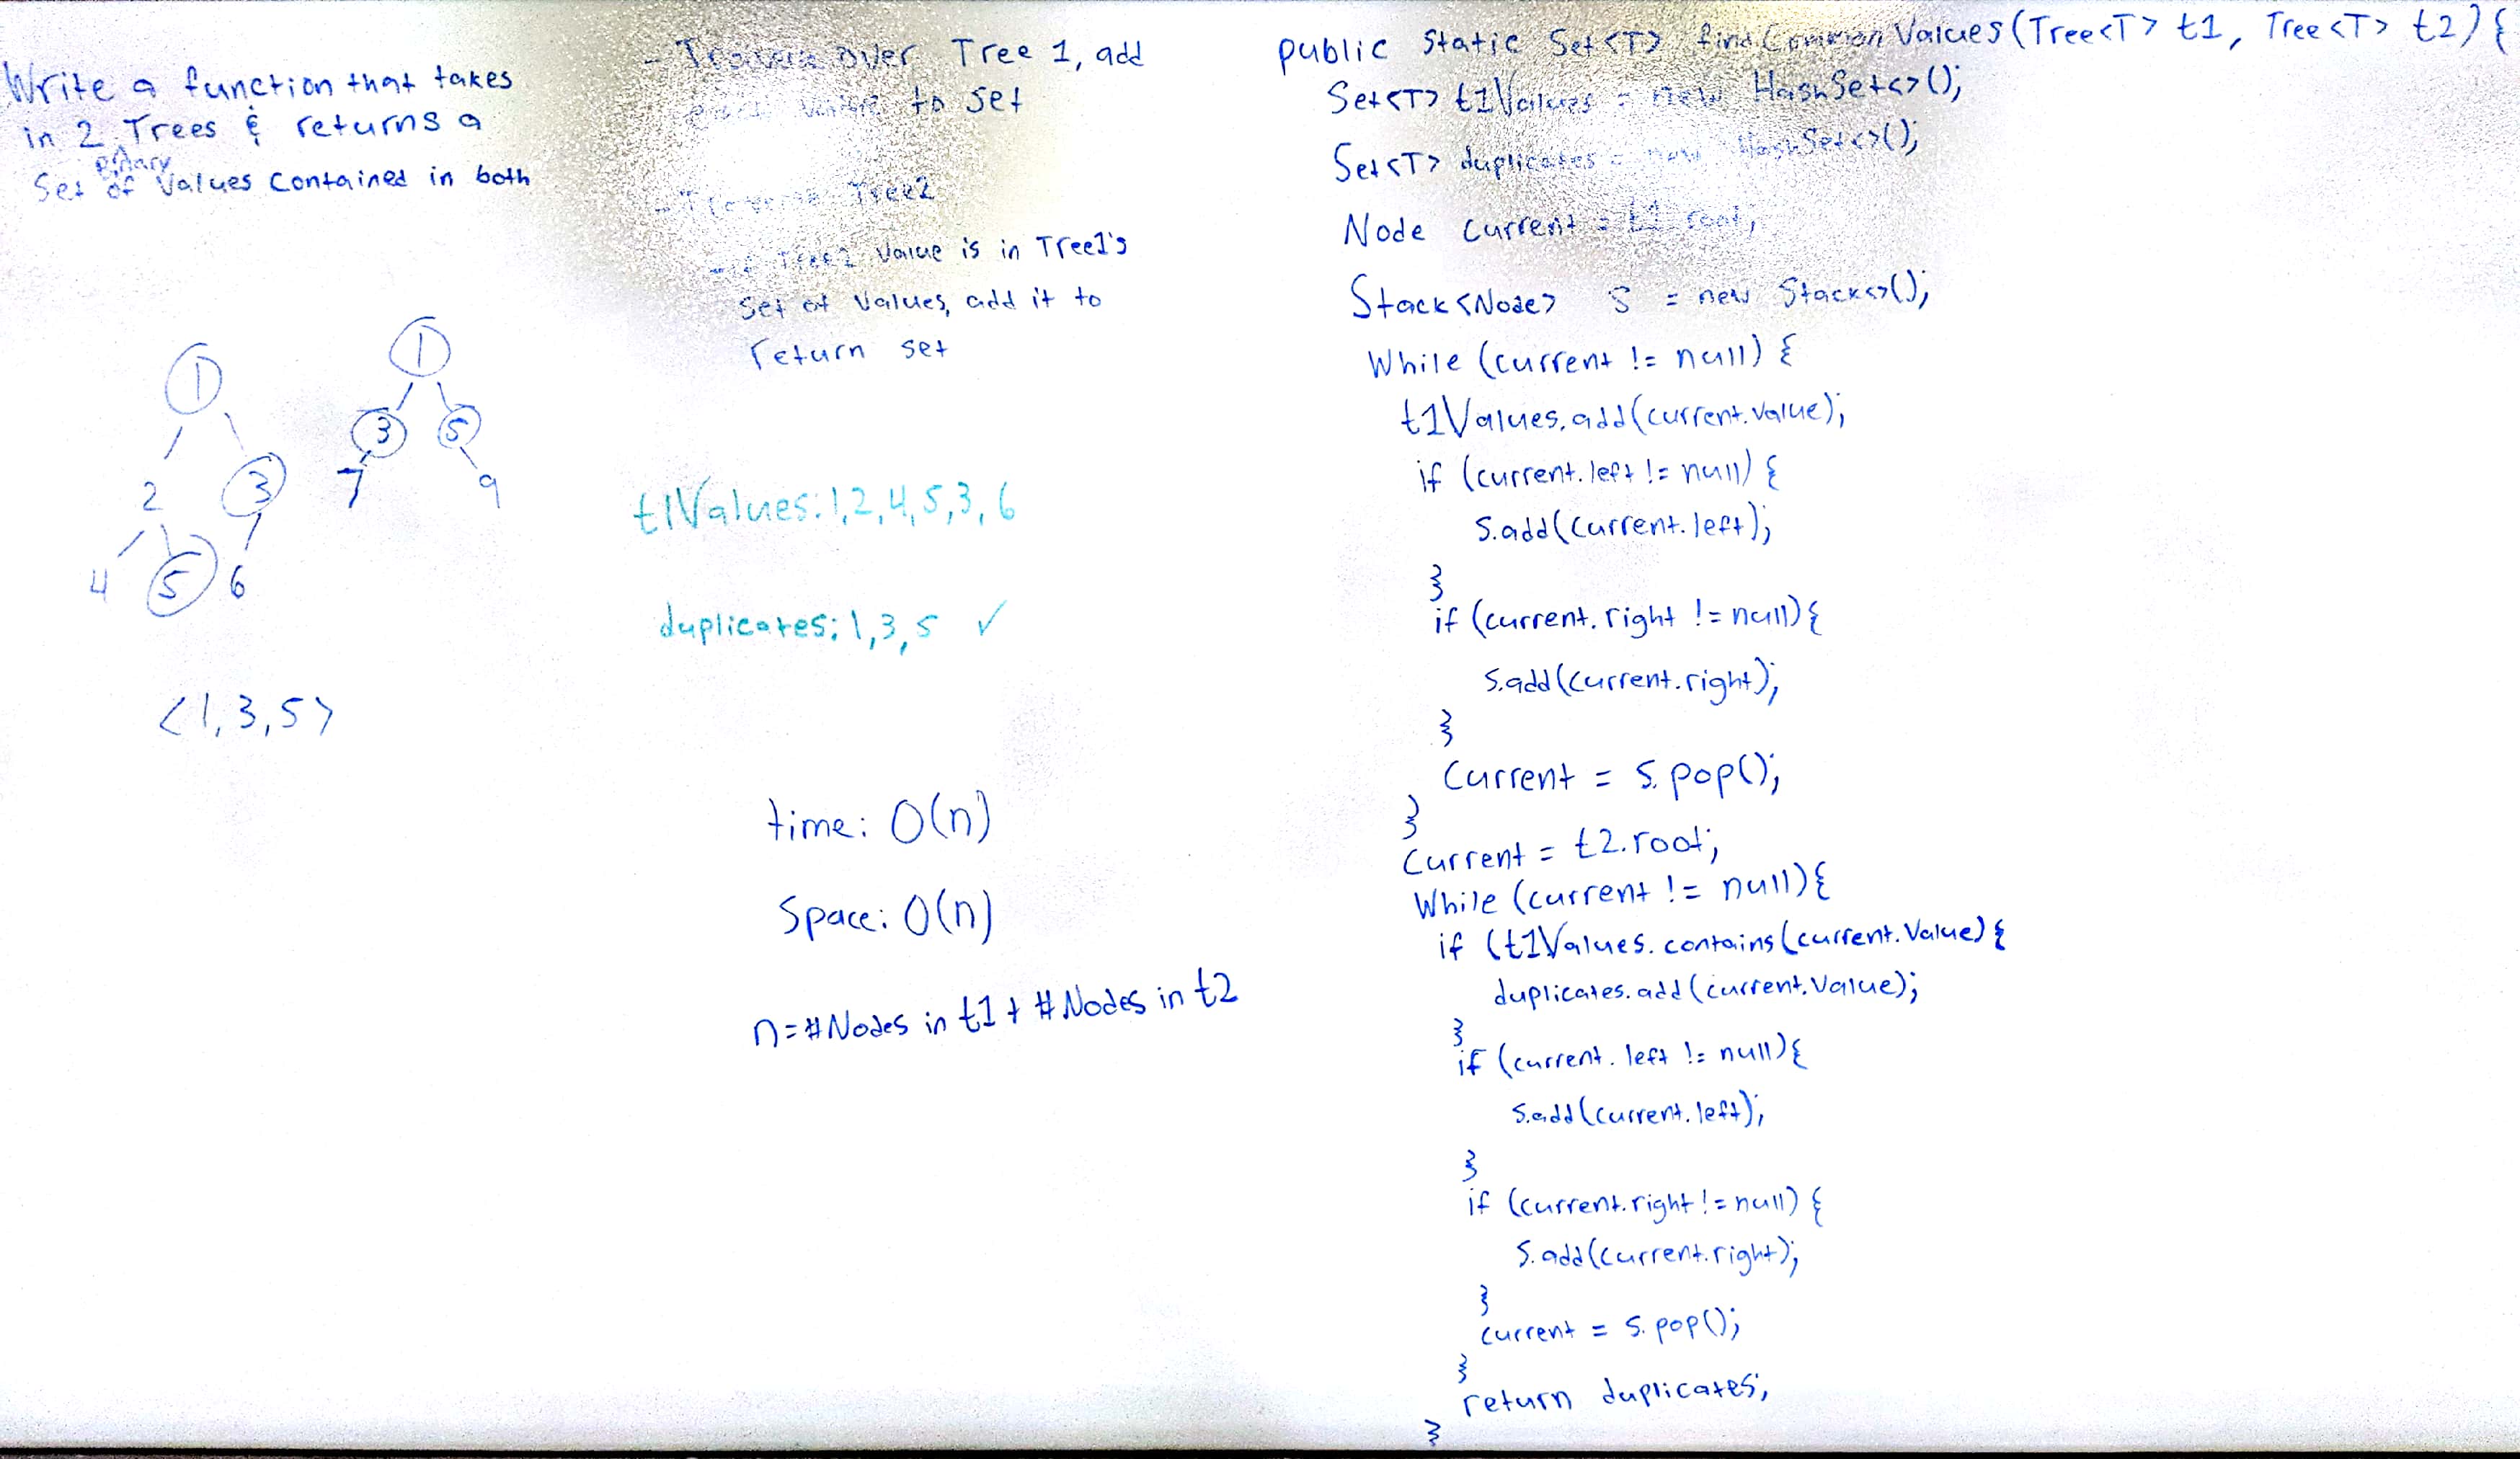 Write a function that takes
in 2 Trees & returns a
Binary
Set of Values contained in both
1
2 3
4 5 6
1
3 5
7 9
<1,3,5>
- Traverse over Tree 1, add
each value to set
- Traverse Tree2
- if Tree2 value is in Tree1's
set of values, add it to
return set
t1Values: 1,2,4,5,3,6
duplicates: 1,3,5 ✓
time: O(n)
Space: O(n)
n=#Nodes in t1 + #Nodes in t2
public static Set<T> findCommonValues(Tree<T> t1, Tree<T> t2){
Set<T> t1Values = new HashSet<>();
Set<T> duplicates = new HashSet<>();
Node current = t1.root;
Stack<Node> s = new Stack<>();
While (current != null) {
t1Values.add(current.value);
if (current.left != null) {
s.add(current.left);
}
if (current.right != null){
s.add(current.right);
}
Current = s.pop();
}
Current = t2.root;
While (current != null){
if (t1Values.contains(current.Value){
duplicates.add(current.Value);
}
if (current.left != null){
s.add(current.left);
}
if (current.right != null) {
s.add(current.right);
}
current = s.pop();
}
return duplicates;
}